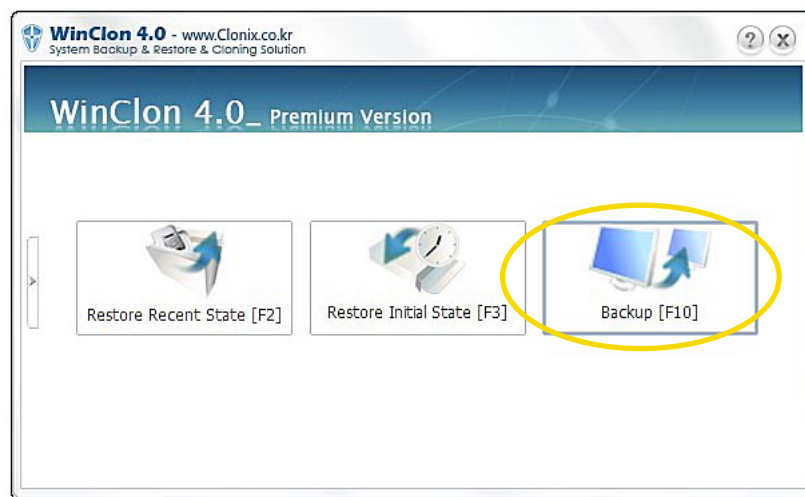 WinClon 4.0 - www.Clonix.co.kr
System Backup & Restore & Cloning Solution
WinClon 4.0_ Premium Version
Restore Recent State [F2]
Restore Initial State [F3]
Backup [F10]